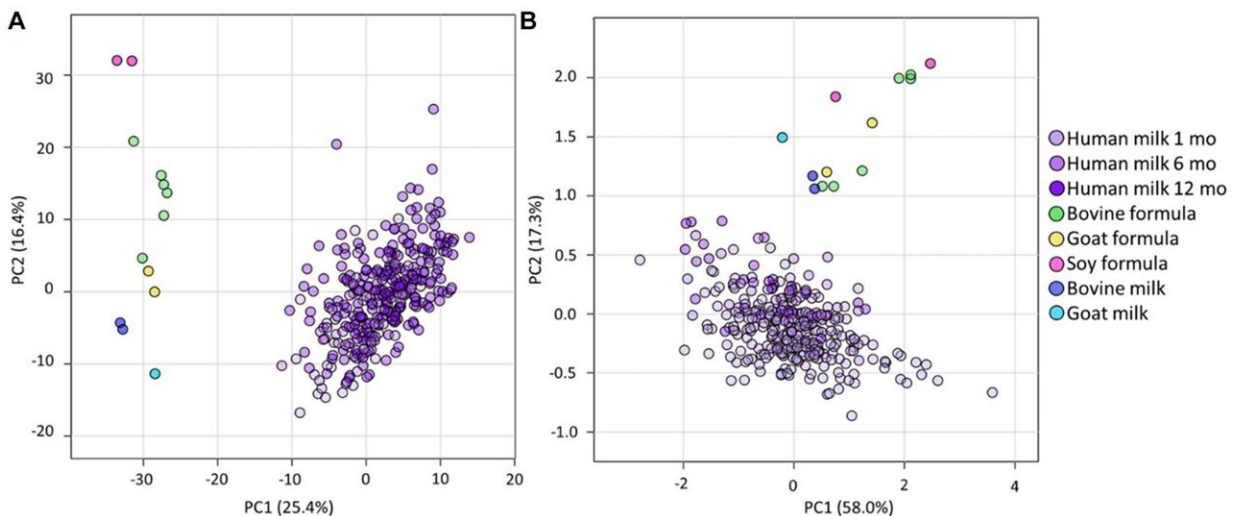 A
30
20
10
0
-10
-20
PC2 (16.4%)
-30
-20
-10
0
10
20
PC1 (25.4%)
B
2.0
1.5
1.0
0.5
0.0
-0.5
-1.0
PC2 (17.3%)
-2
0
2
4
PC1 (58.0%)
Human milk 1 mo
Human milk 6 mo
Human milk 12 mo
Bovine formula
Goat formula
Soy formula
Bovine milk
Goat milk